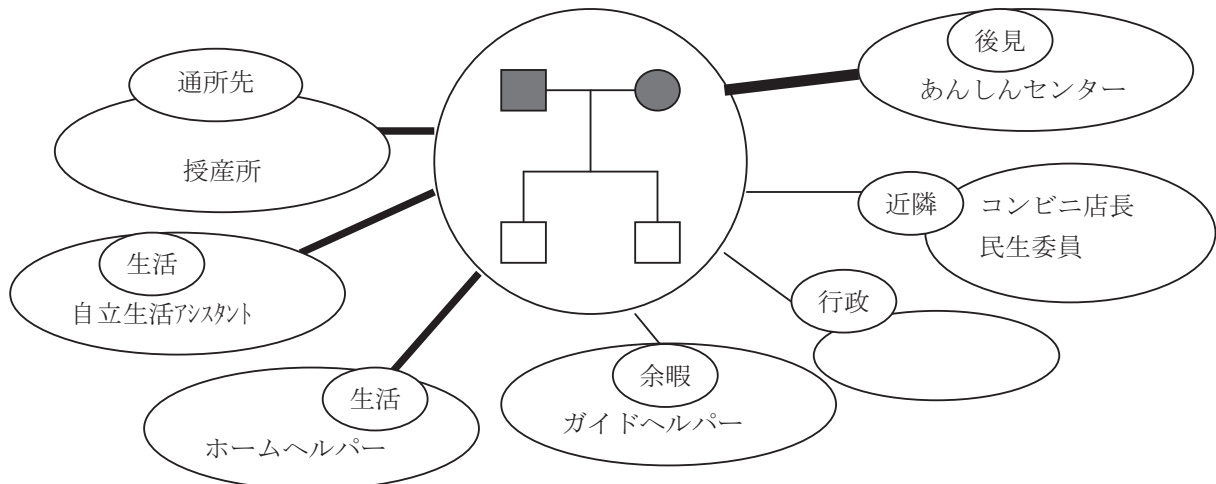 後見
あんしんセンター
通所先
授産所
近隣
コンビニ店長
民生委員
生活
自立生活アシスタント
行政
余暇
ガイドヘルパー
生活
ホームヘルパー